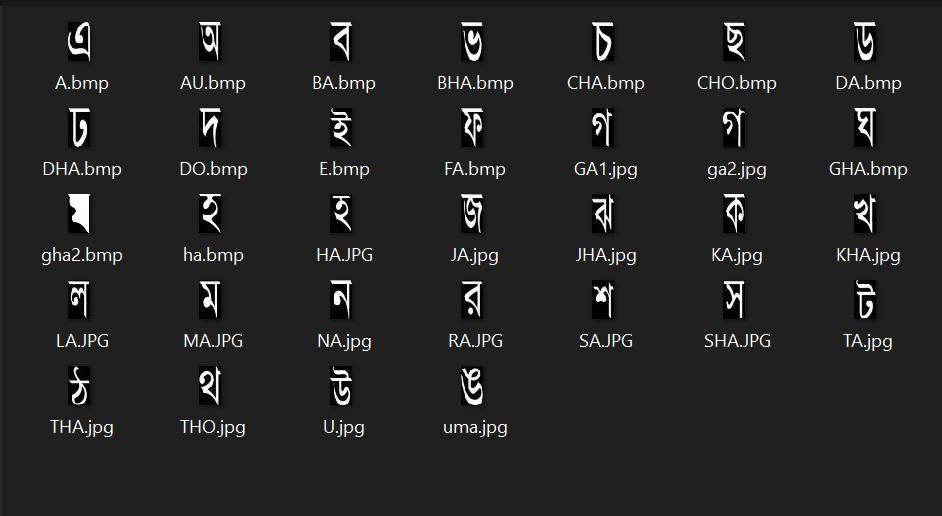 এ অ ব ভ চ ছ ড
A.bmp AU.bmp BA.bmp BHA.bmp CHA.bmp CHO.bmp DA.bmp
ঢ দ ই ফ গ গ ঘ
DHA.bmp DO.bmp E.bmp FA.bmp GA1.jpg ga2.jpg GHA.bmp
হ হ জ ঝ ক খ
gha2.bmp ha.bmp HA.JPG JA.jpg JHA.jpg KA.jpg KHA.jpg
ল ম ন র শ স ট
LA.JPG MA.JPG NA.jpg RA.JPG SA.JPG SHA.JPG TA.jpg
ঠ থ উ ঙ
THA.jpg THO.jpg U.jpg uma.jpg